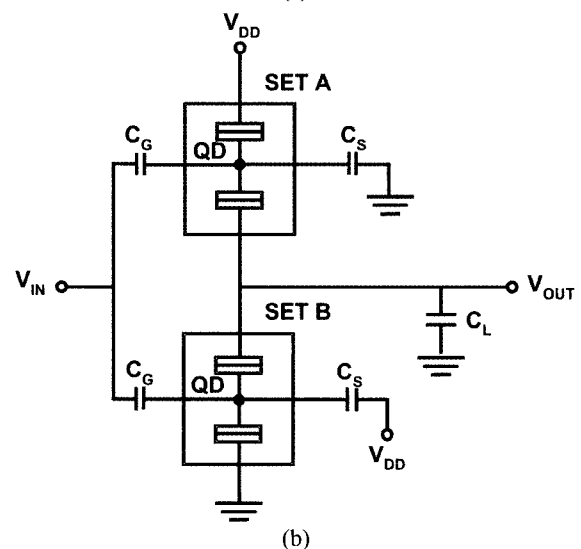 V_DD
SET A
C_G
C_S
QD
V_IN
V_OUT
C_L
SET B
C_G
C_S
QD
V_DD
(b)